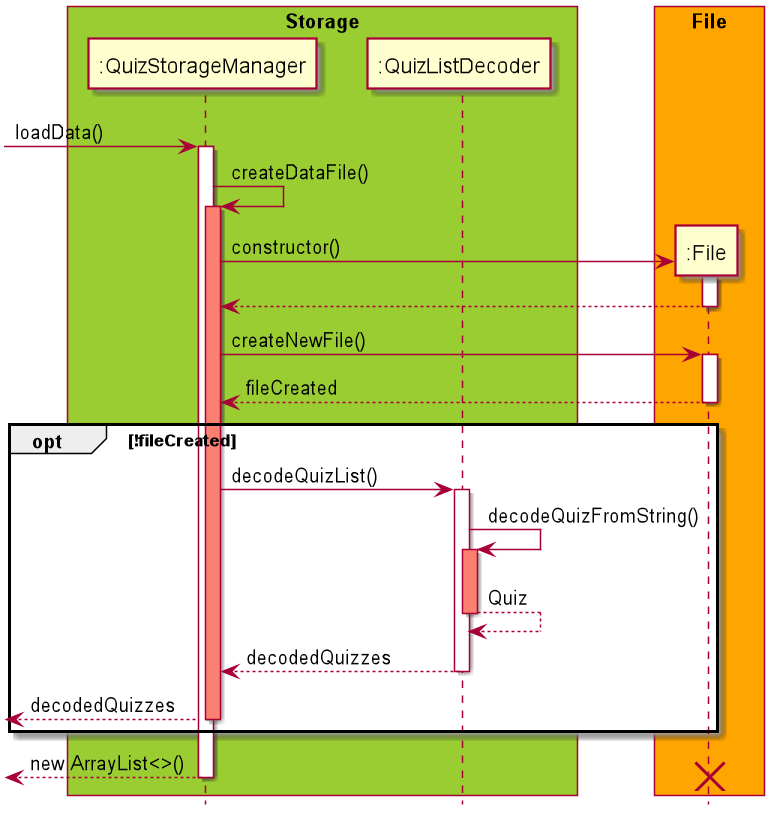 Storage
File
:QuizStorageManager
:QuizListDecoder
loadData()
createDataFile()
constructor()
:File
createNewFile()
fileCreated
opt
[!fileCreated]
decodeQuizList()
decodeQuizFromString()
Quiz
decodedQuizzes
decodedQuizzes
new ArrayList<>()